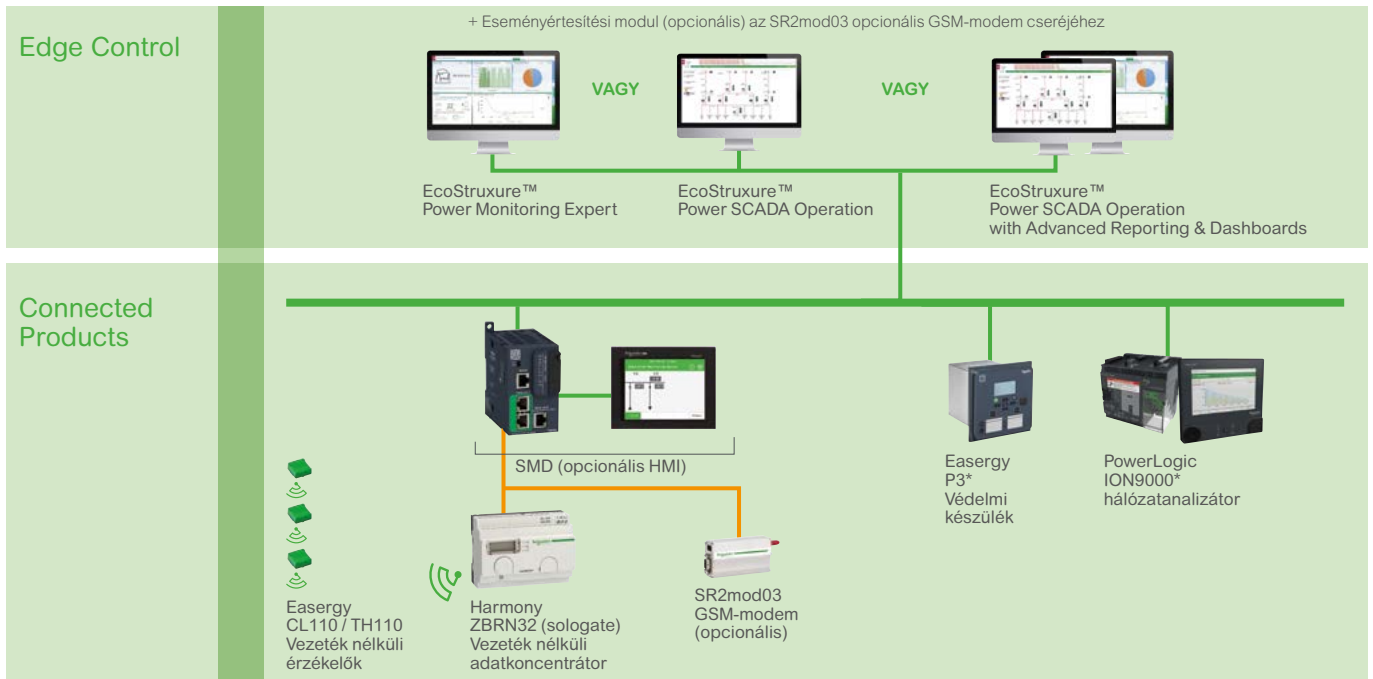 + Eseményértesítési modul (opcionális) az SR2mod03 opcionális GSM-modem cseréjéhez
Edge Control
VAGY
VAGY
EcoStruxure™
Power Monitoring Expert
EcoStruxure™
Power SCADA Operation
EcoStruxure™
Power SCADA Operation
with Advanced Reporting & Dashboards
Connected
Products
SMD (opcionális HMI)
Easergy
CL110 / TH110
Vezeték nélküli
érzékelők
Harmony
ZBRN32 (sologate)
Vezeték nélküli
adatkoncentrátor
SR2mod03
GSM-modem
(opcionális)
Easergy
P3*
Védelmi
készülék
PowerLogic
ION9000*
hálózatanalizátor